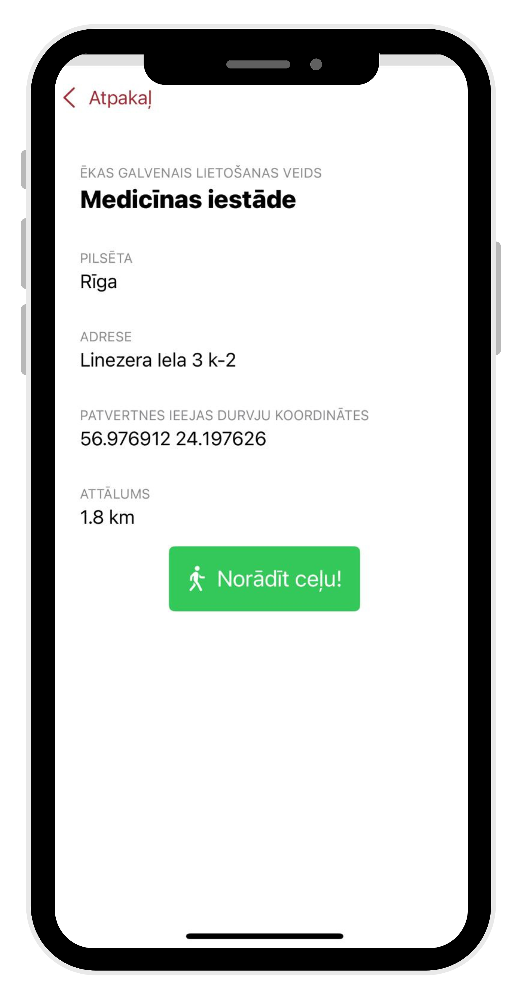 Atpakaļ
ĒKAS GALVENAIS LIETOŠANAS VEIDS
Medicīnas iestāde
PILSĒTA
Rīga
ADRESE
Linezera Iela 3 k-2
PATVERTNES IEEJAS DURVJU KOORDINĀTES
56.976912 24.197626
ATTĀLUMS
1.8 km
Norādīt ceļu!